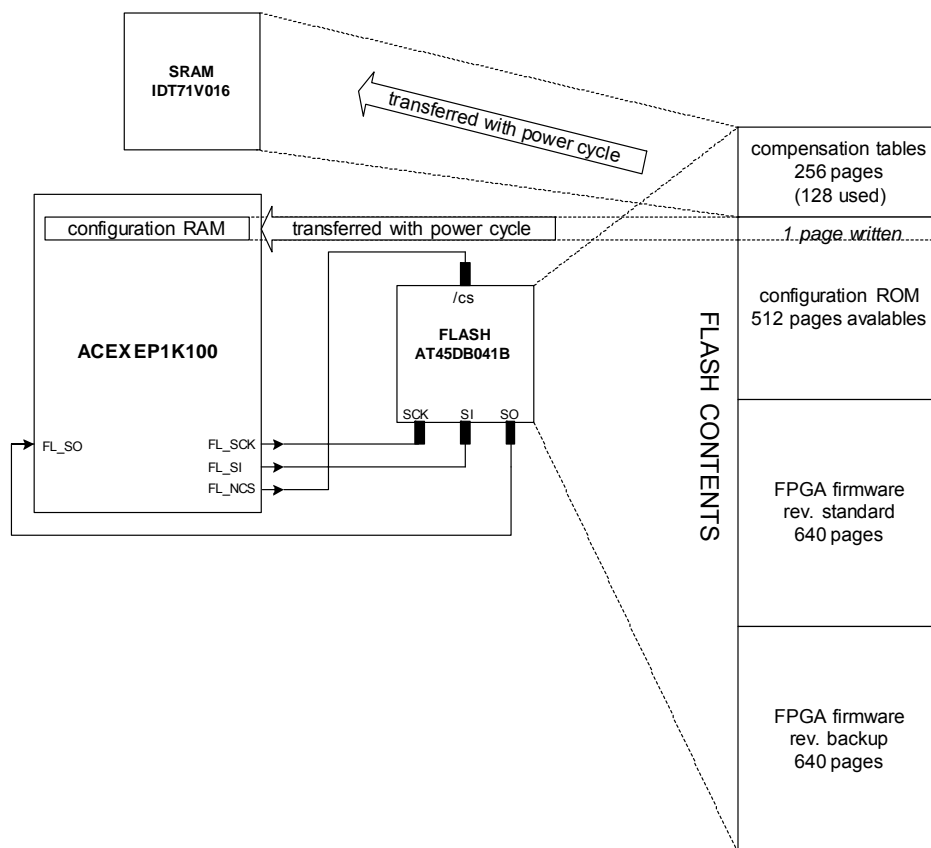 SRAM
IDT71V016
transferred with power cycle
compensation tables
256 pages
(128 used)
configuration RAM
transferred with power cycle
1 page written
/cs
FLASH
AT45DB041B
SCK
SI
SO
configuration ROM
512 pages avalables
ACEX EP1K100
FL_SO
FL_SCK
FL_SI
FL_NCS
FLASH CONTENTS
FPGA firmware
rev. standard
640 pages
FPGA firmware
rev. backup
640 pages